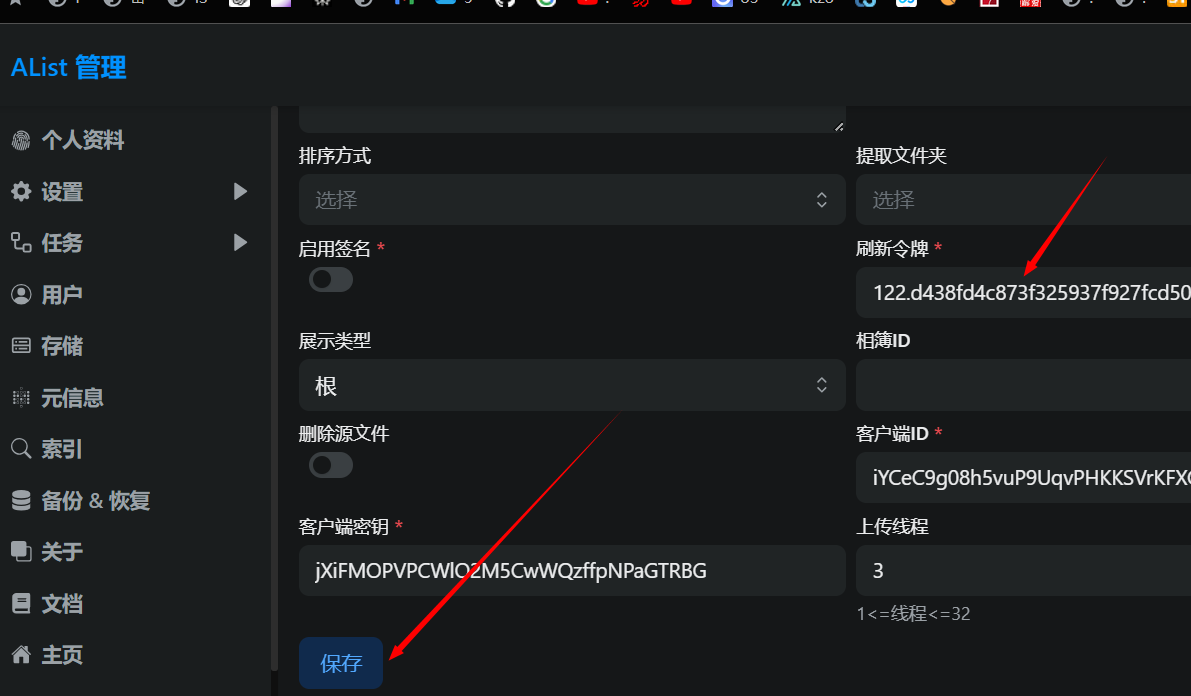 AList 管理
个人资料
设置
任务
用户
存储
元信息
索引
备份 & 恢复
关于
文档
主页
排序方式
选择
提取文件夹
选择
启用签名 *
刷新令牌 *
122.d438fd4c873f325937f927fcd50
展示类型
根
相簿ID
删除源文件
客户端ID *
iYCeC9g08h5vuP9UqvPHKKSVrKFX
客户端密钥 *
jXiFMOPVPCWlO2M5CwWQzffpNPaGTRBG
上传线程
3
1<=线程<=32
保存